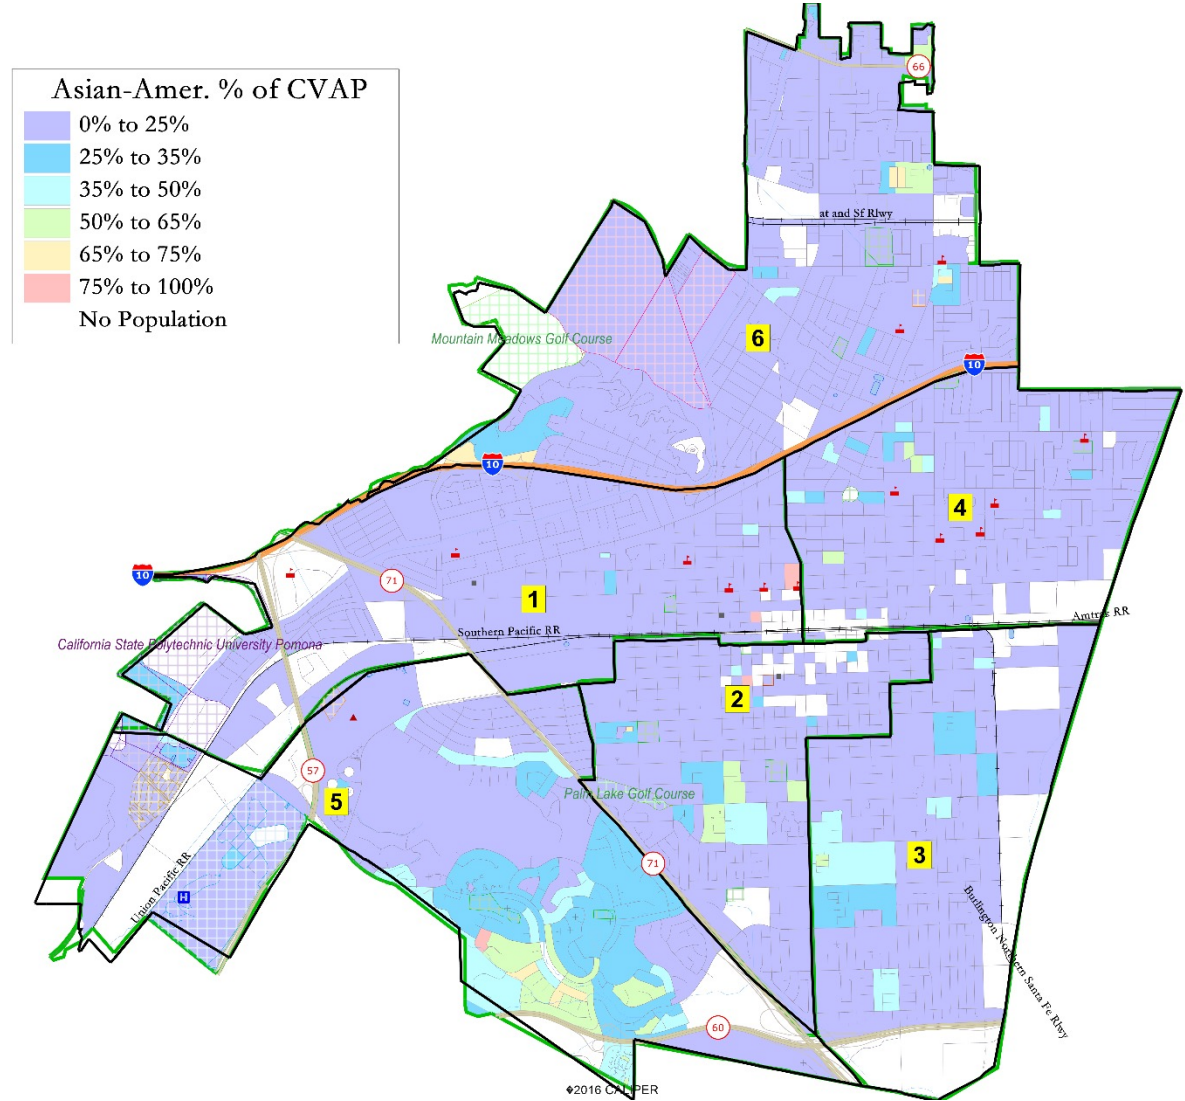 Asian-Amer. % of CVAP
0% to 25%
25% to 35%
35% to 50%
50% to 65%
65% to 75%
75% to 100%
No Population
66
at and Sf Rlwy
Mountain Meadows Golf Course
6
10
10
4
10
71
1
Southern Pacific RR
Amtrak RR
California State Polytechnic University Pomona
2
57
5
Palm Lake Golf Course
71
3
Union Pacific RR
H
Burlington Northern Santa Fe Rlwy
60
©2016 CALIPER